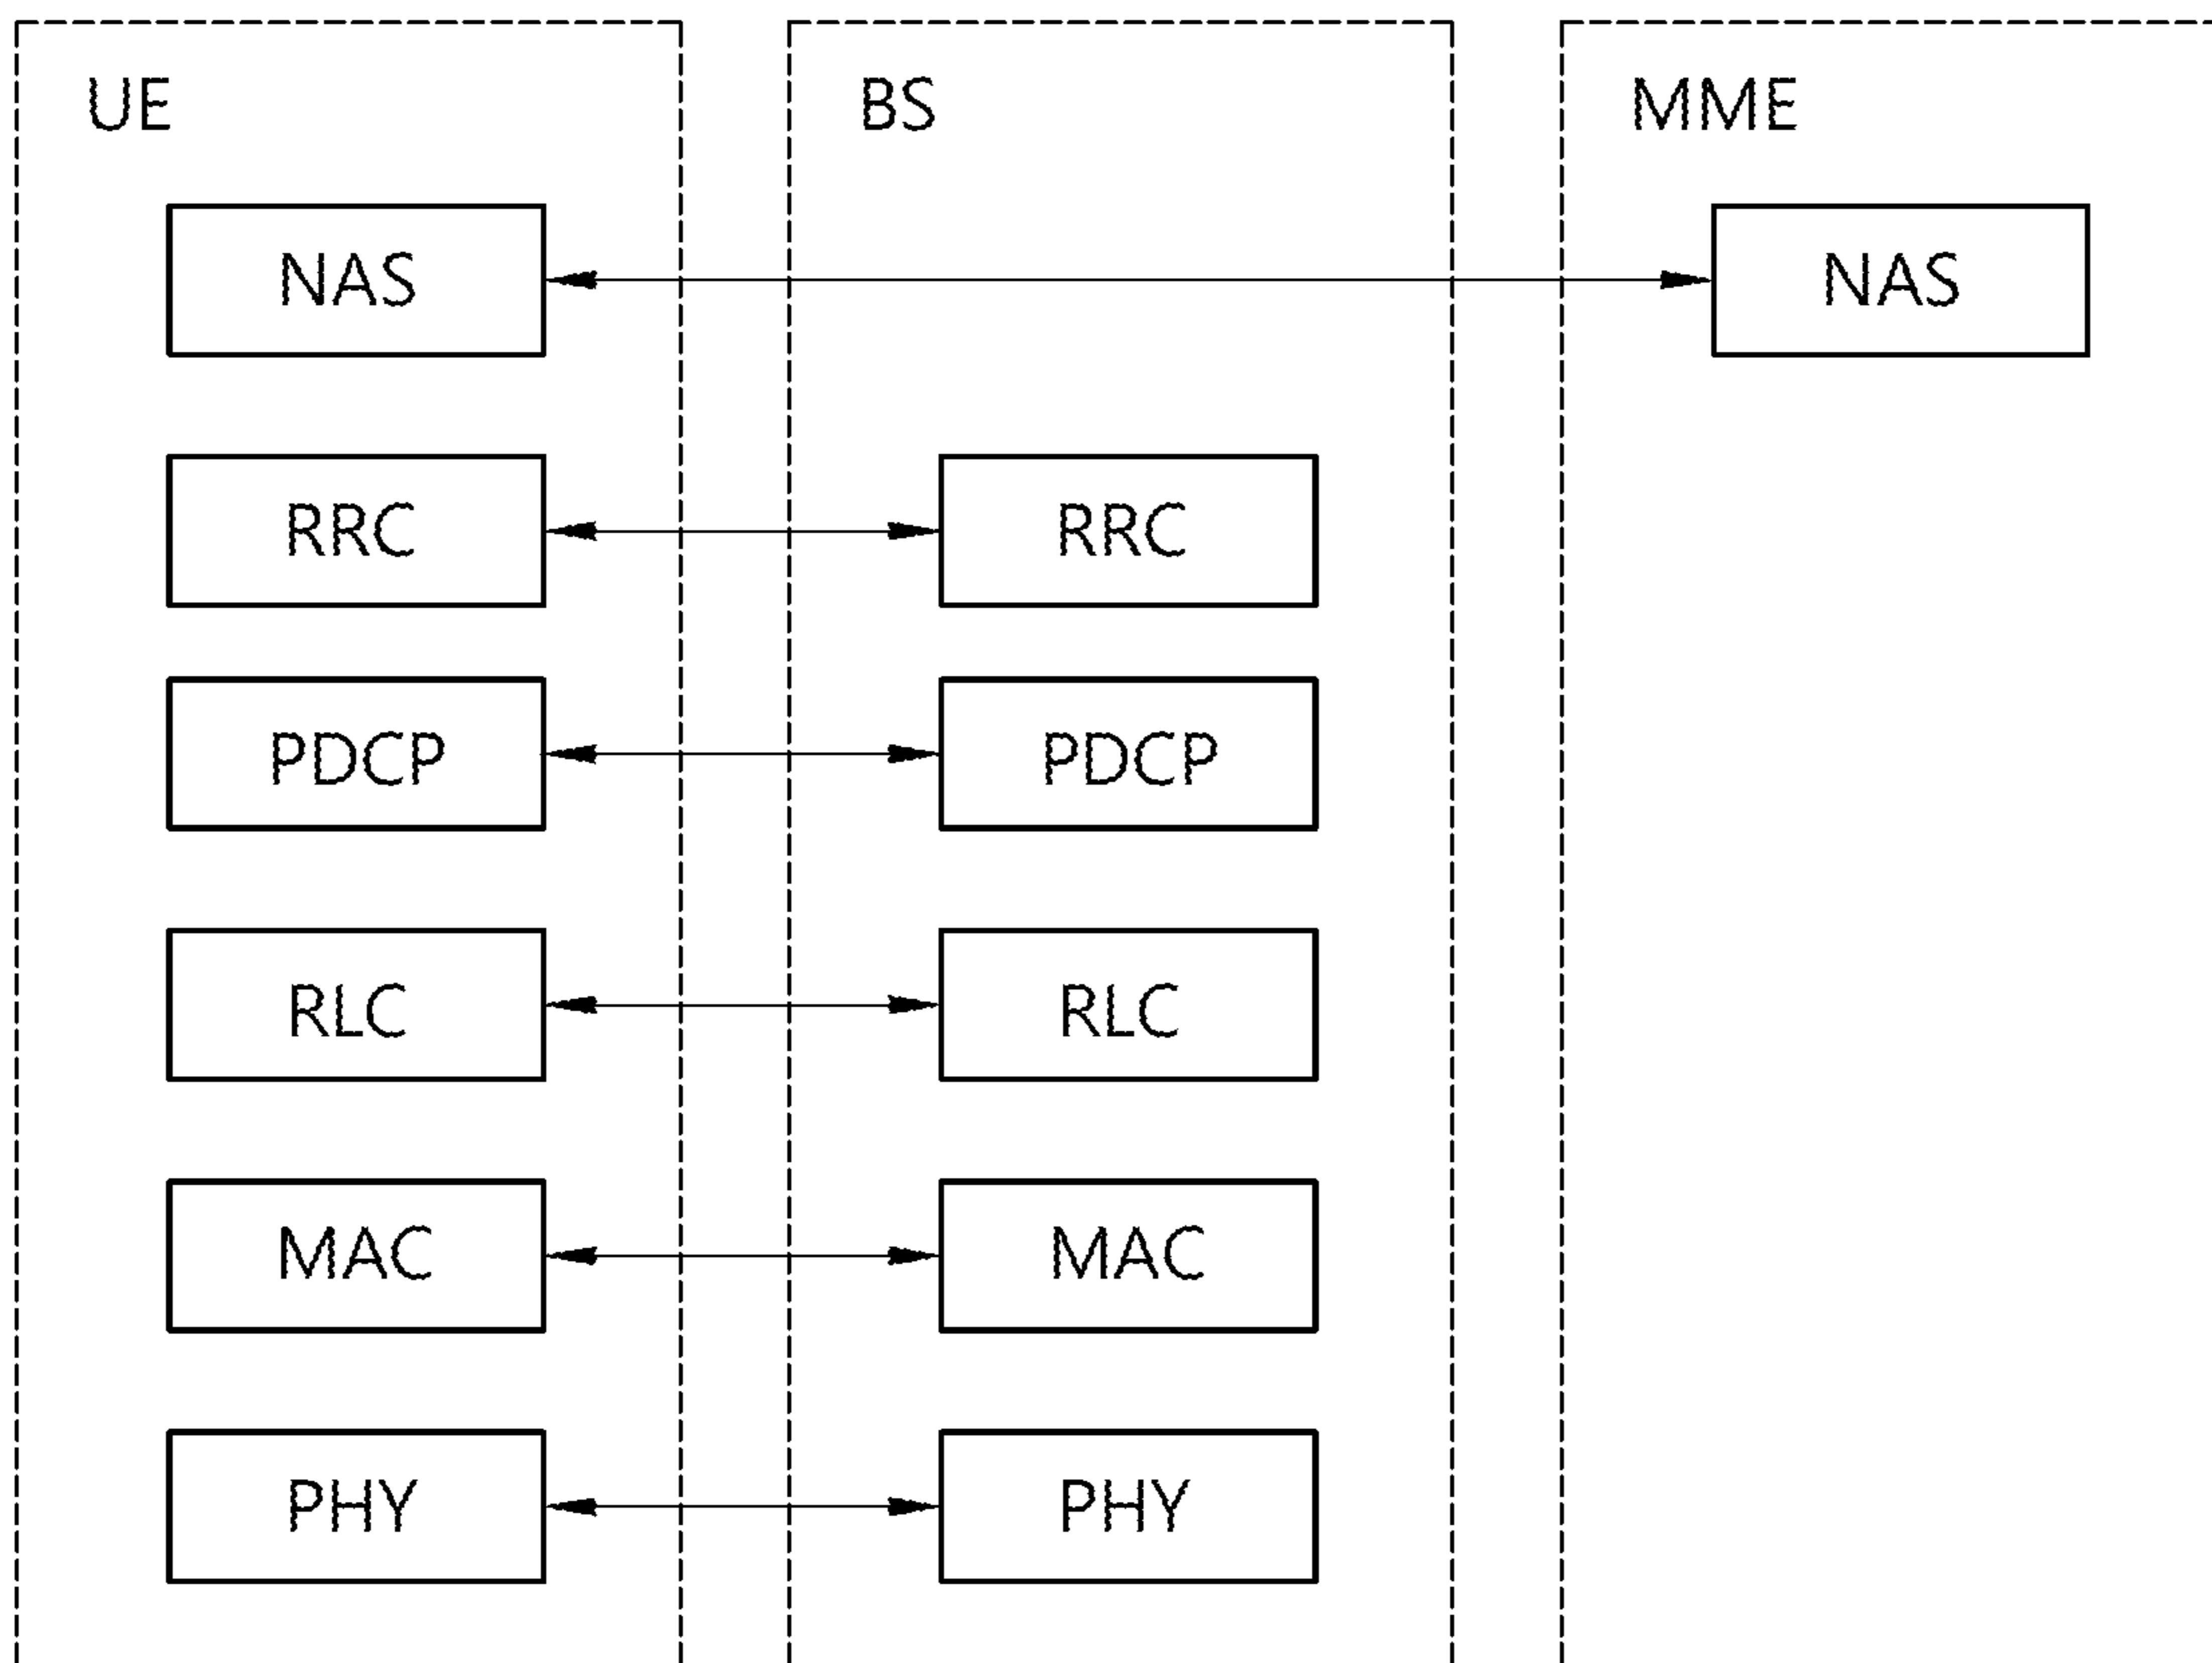 UE BS MME
NAS NAS
RRC RRC
PDCP PDCP
RLC RLC
MAC MAC
PHY PHY